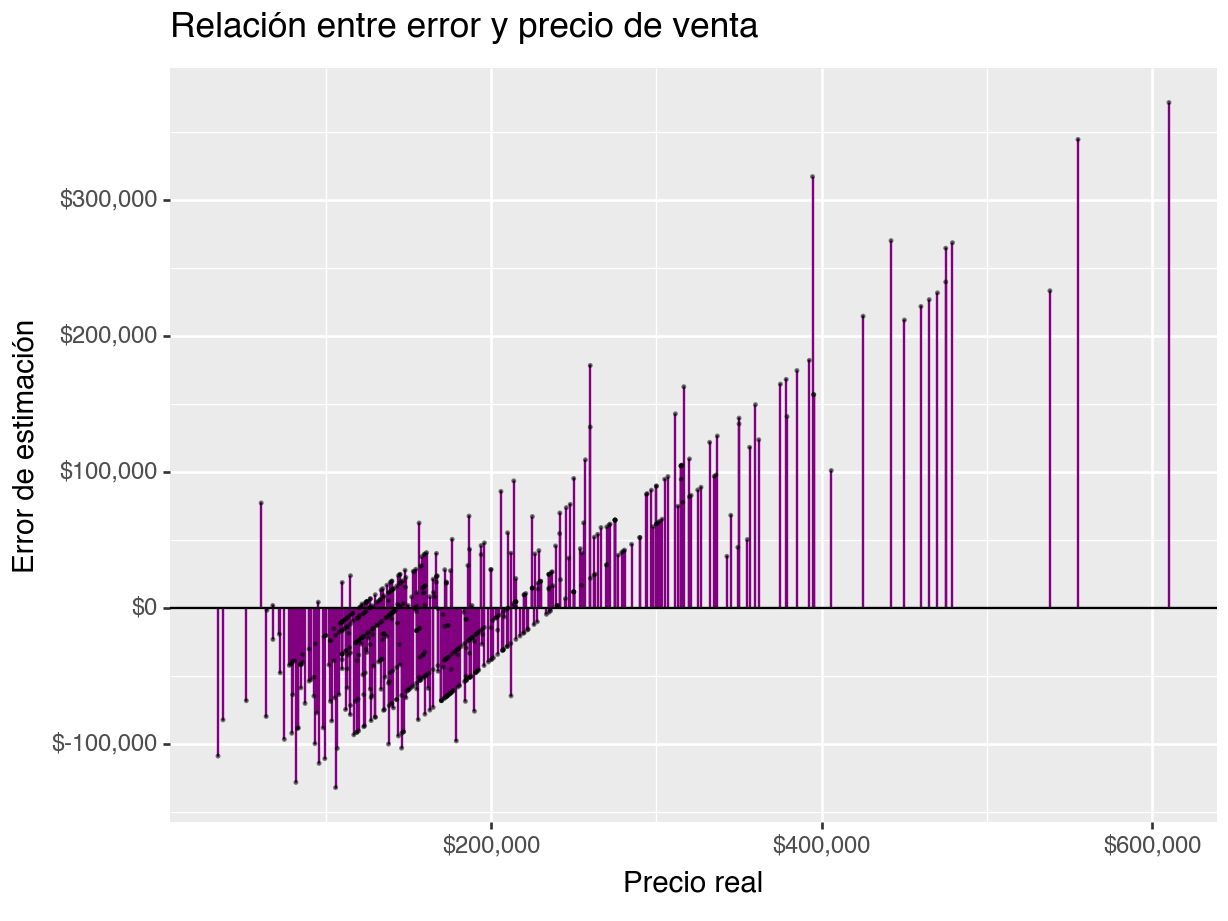 Relación entre error y precio de venta
Error de estimación
$300,000
$200,000
$100,000
$0
$-100,000
$200,000
$400,000
$600,000
Precio real